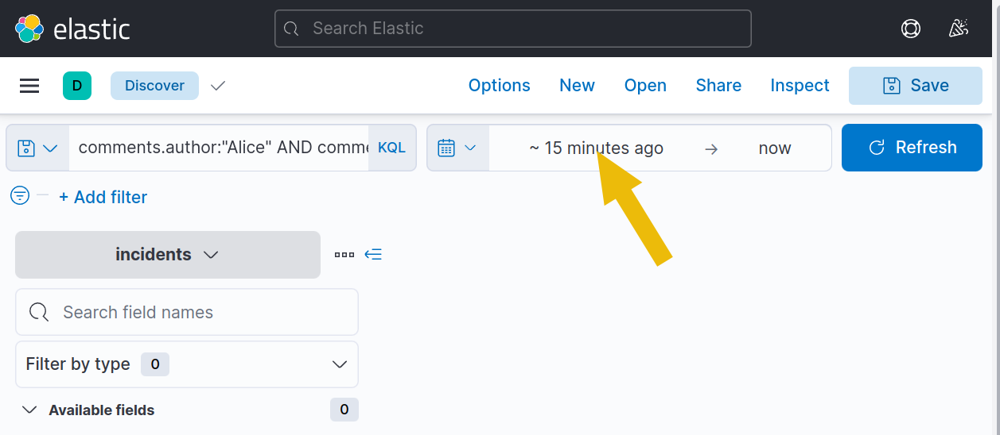 elastic
Search Elastic
D
Discover
Options
New
Open
Share
Inspect
Save
comments.author:"Alice" AND comme
KQL
~ 15 minutes ago
→
now
Refresh
+ Add filter
incidents
Search field names
Filter by type 0
Available fields 0